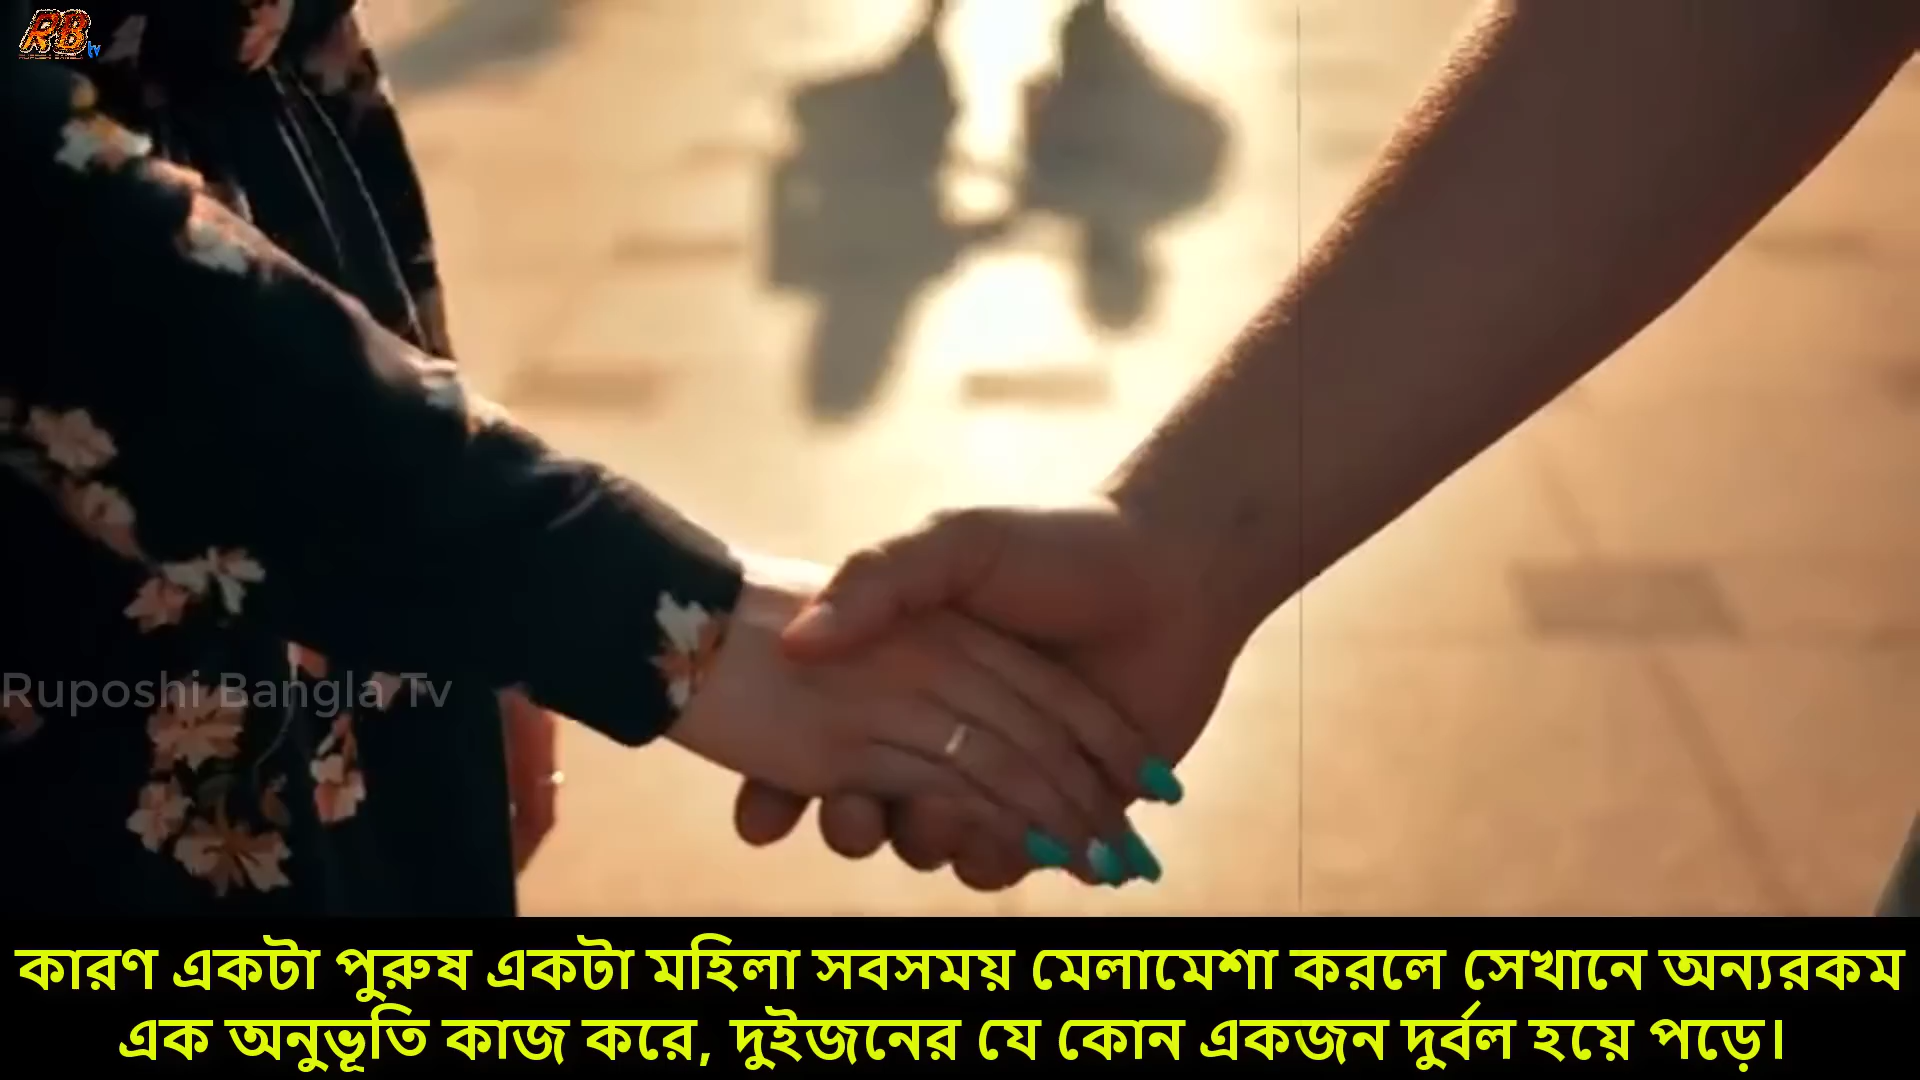 RB tv
Ruposhi Bangla Tv
কারণ একটা পুরুষ একটা মহিলা সবসময় মেলামেশা করলে সেখানে অন্যরকম
এক অনুভূতি কাজ করে, দুইজনের যে কোন একজন দুর্বল হয়ে পড়ে।